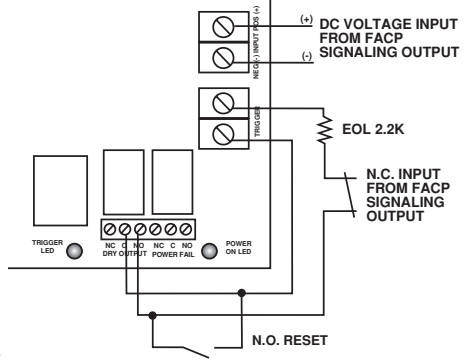 (+) DC VOLTAGE INPUT
FROM FACP
(-) SIGNALING OUTPUT
NEG (-) INPUT POS (+)
TRIGGER
EOL 2.2K
N.C. INPUT
FROM FACP
SIGNALING
OUTPUT
TRIGGER
LED
NC C NO NC C NO
DRY OUTPUT POWER FAIL
POWER
ON LED
N.O. RESET